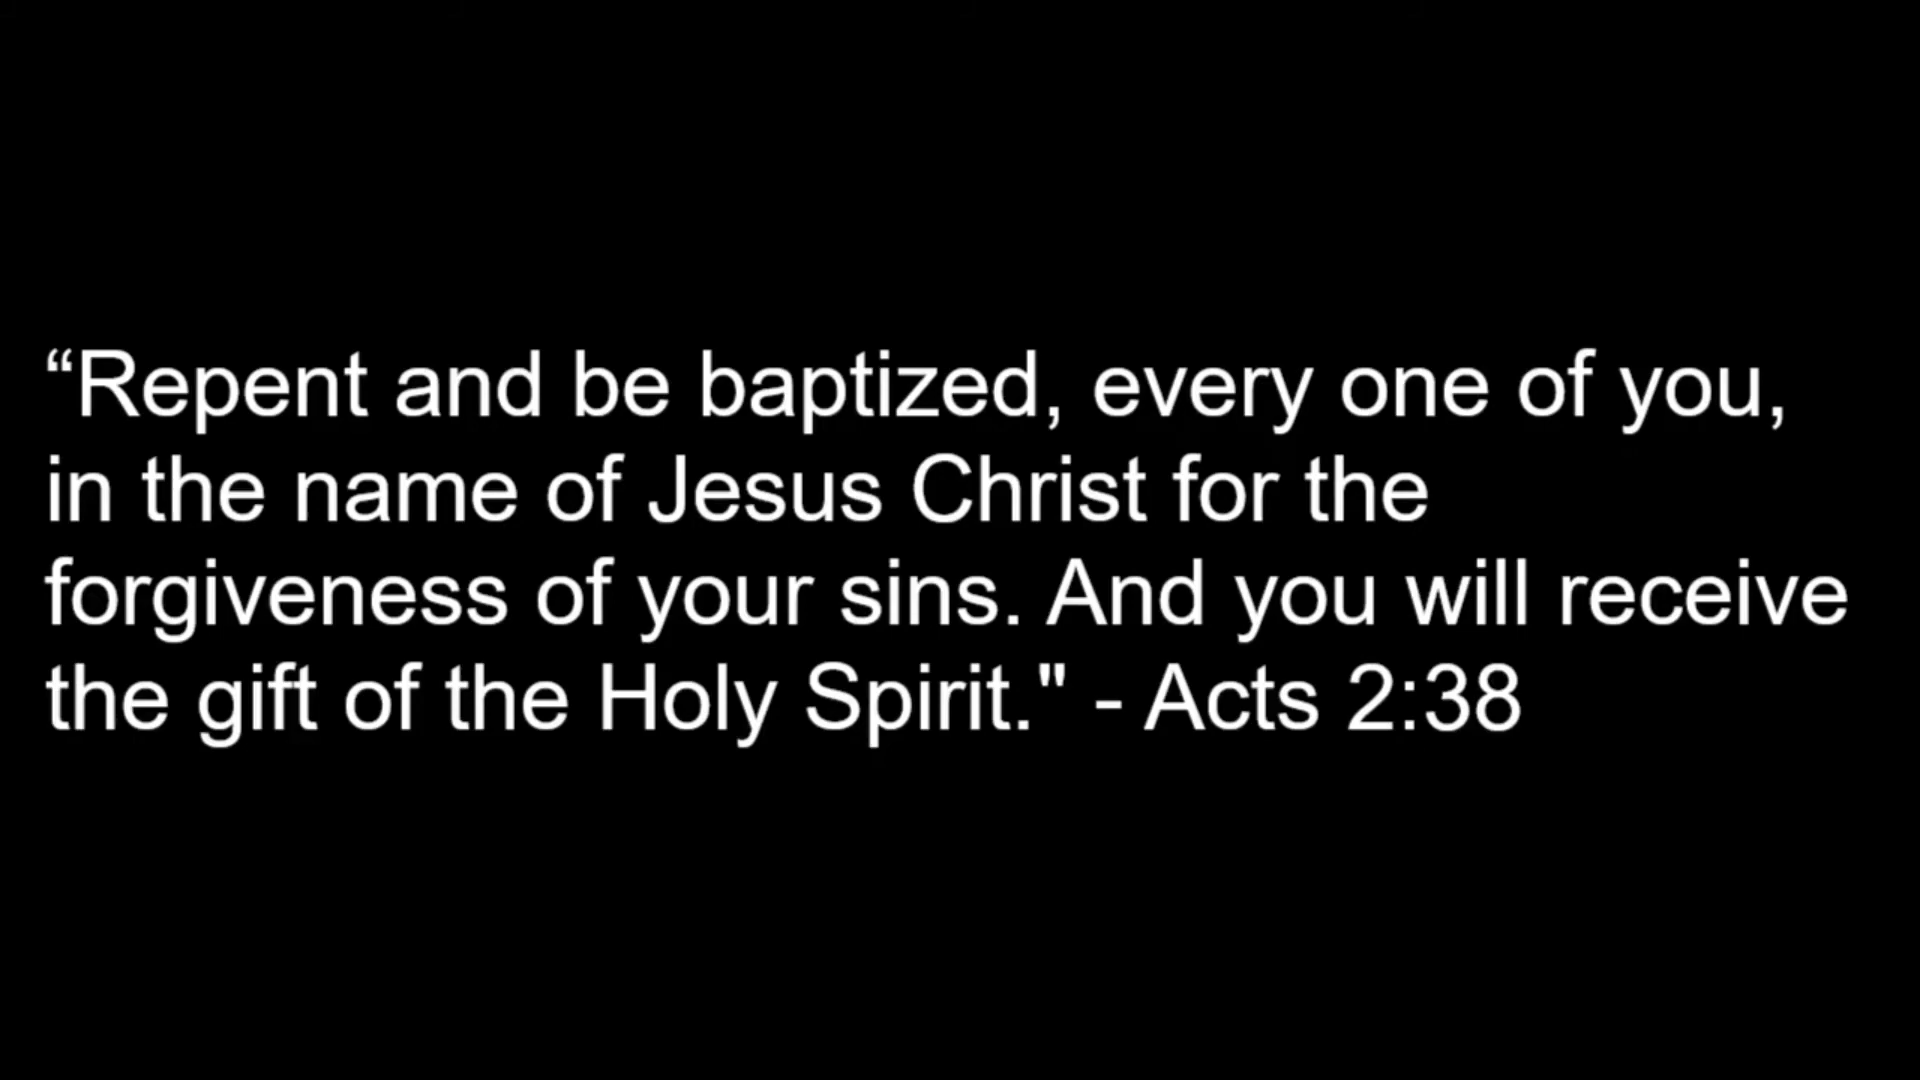 “Repent and be baptized, every one of you,
in the name of Jesus Christ for the
forgiveness of your sins. And you will receive
the gift of the Holy Spirit." - Acts 2:38